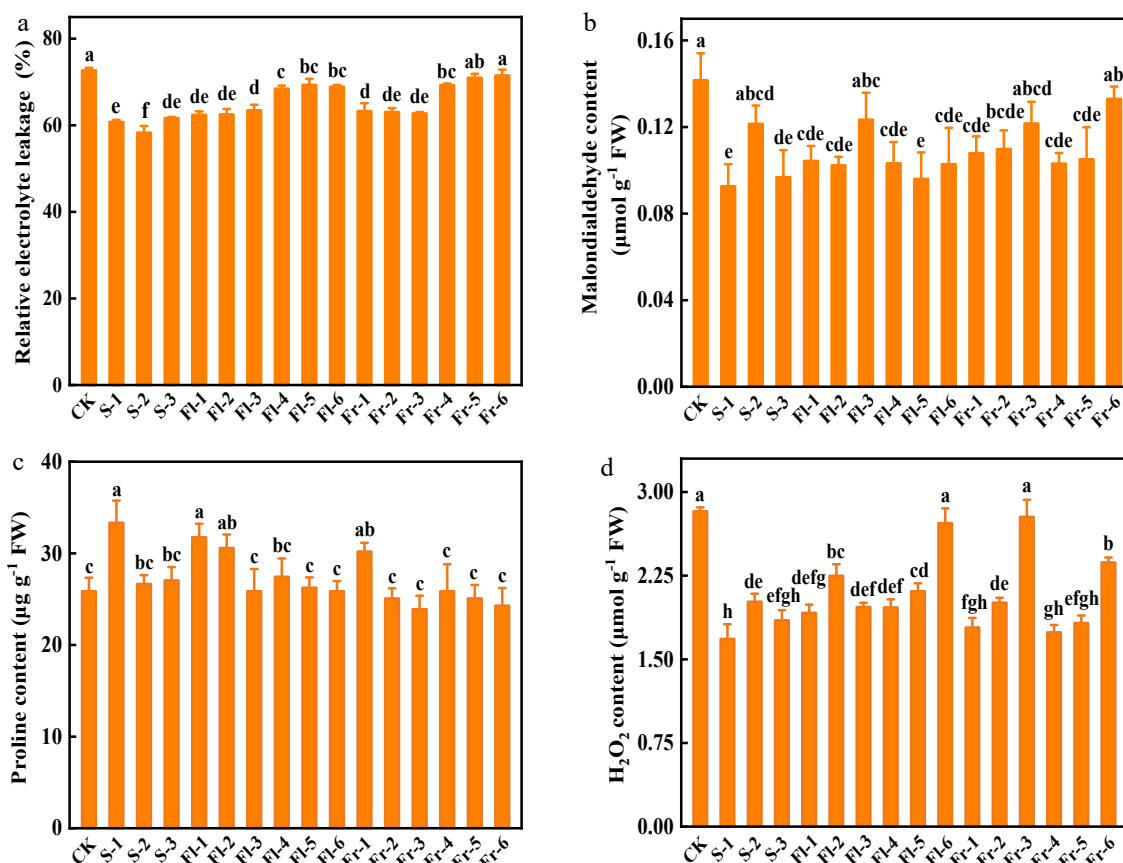 a
Relative electrolyte leakage (%)
80
60
40
20
0
a e f de de de d c bc bc d de de bc ab a
CK S-1 S-2 S-3 Fl-1 Fl-2 Fl-3 Fl-4 Fl-5 Fl-6 Fr-1 Fr-2 Fr-3 Fr-4 Fr-5 Fr-6
b
Malondialdehyde content
(μmol g⁻¹ FW)
0.16
0.12
0.08
0.04
0.00
a e abcd de cde cde abc cde e cde cde bcde abcd cde cde ab
CK S-1 S-2 S-3 Fl-1 Fl-2 Fl-3 Fl-4 Fl-5 Fl-6 Fr-1 Fr-2 Fr-3 Fr-4 Fr-5 Fr-6
c
Proline content (μg g⁻¹ FW)
40
30
20
10
0
c a bc bc a ab c bc c c ab c c c c c
CK S-1 S-2 S-3 Fl-1 Fl-2 Fl-3 Fl-4 Fl-5 Fl-6 Fr-1 Fr-2 Fr-3 Fr-4 Fr-5 Fr-6
d
H₂O₂ content (μmol g⁻¹ FW)
3.00
2.25
1.50
0.75
0.00
a h de efgh defg bc def def cd a fgh de a gh efgh b
CK S-1 S-2 S-3 Fl-1 Fl-2 Fl-3 Fl-4 Fl-5 Fl-6 Fr-1 Fr-2 Fr-3 Fr-4 Fr-5 Fr-6